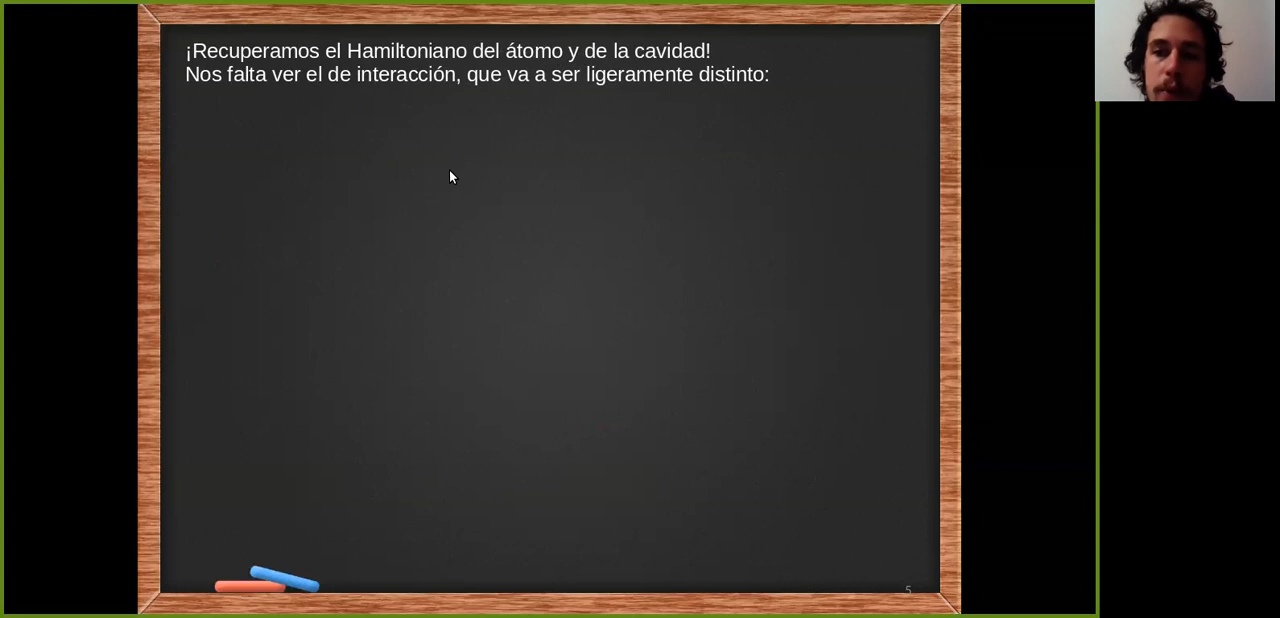 ¡Recuperamos el Hamiltoniano del átomo y de la cavidad!
Nos falta ver el de interacción, que va a ser ligeramente distinto:
5